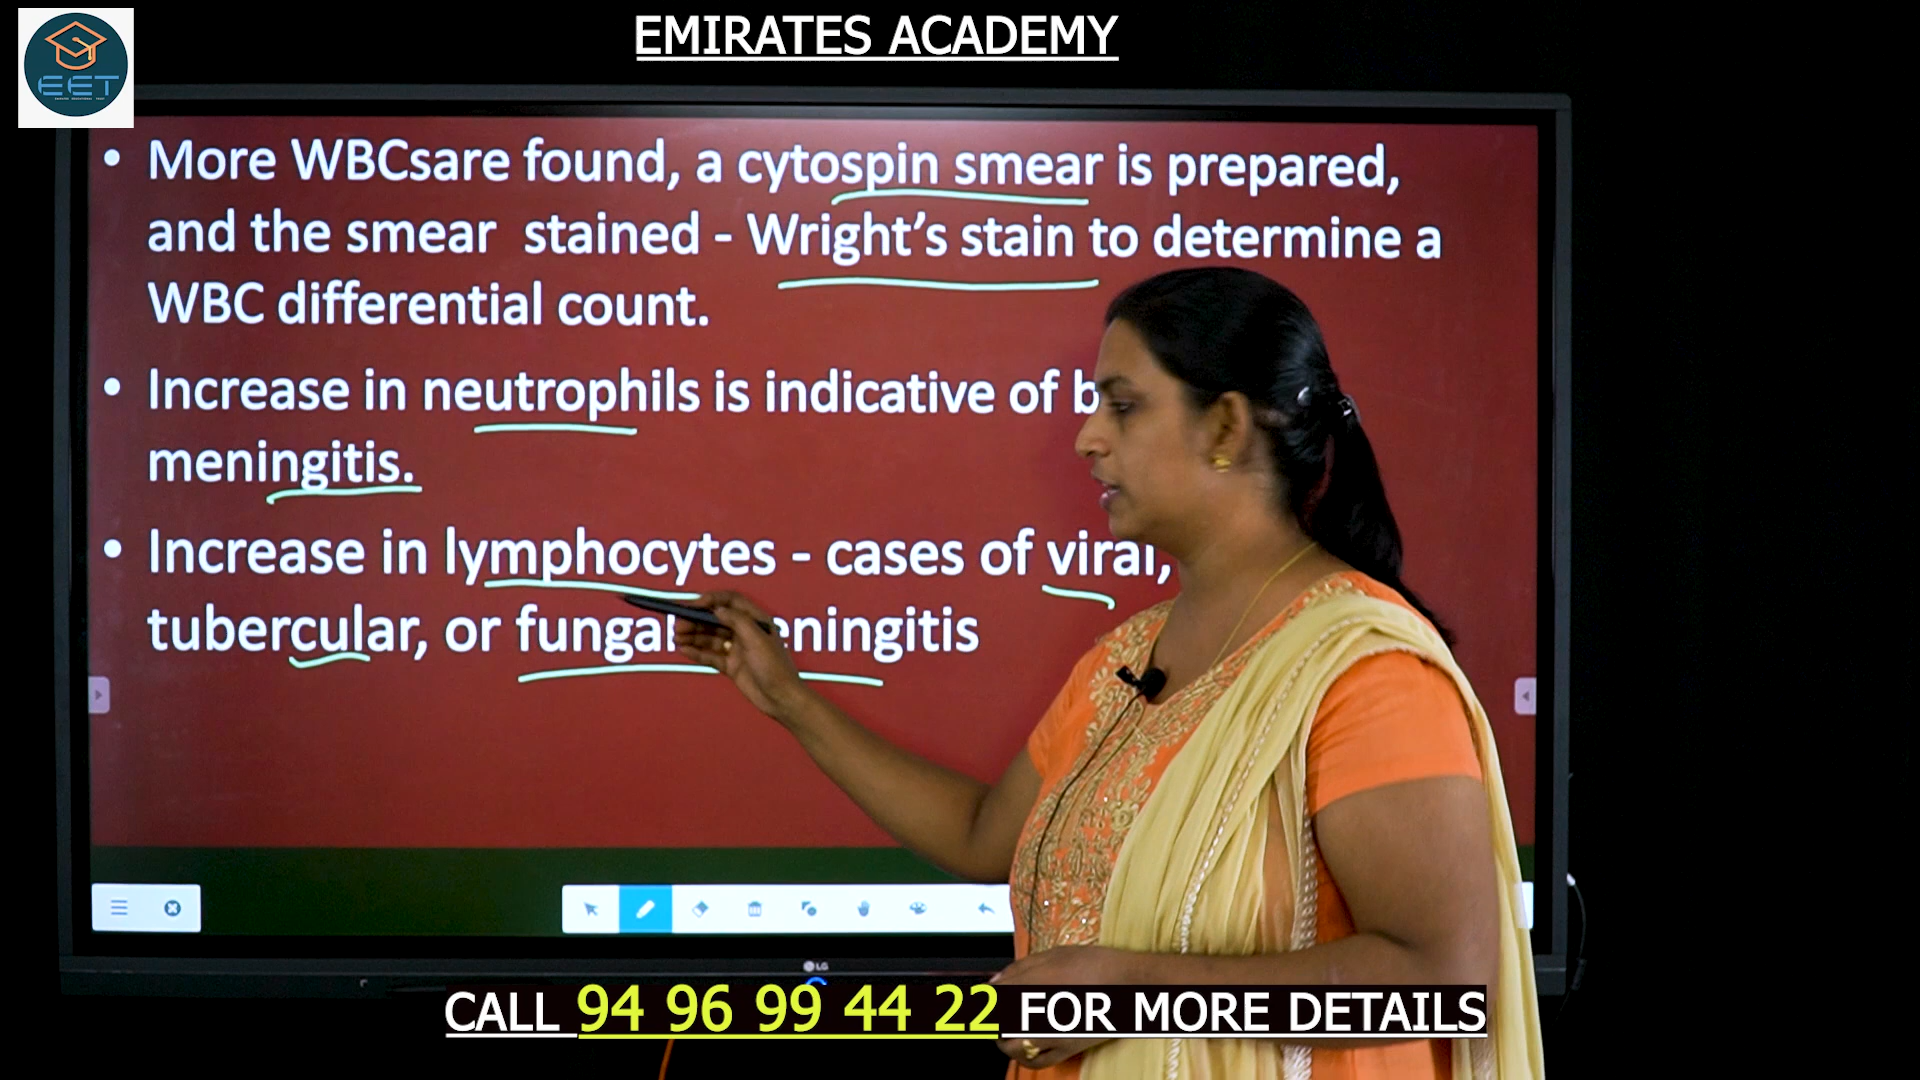 EMIRATES ACADEMY
EET
• More WBCsare found, a cytospin smear is prepared,
and the smear stained - Wright's stain to determine a
WBC differential count.
• Increase in neutrophils is indicative of
meningitis.
• Increase in lymphocytes - cases of viral,
tubercular, or fungal
LG
CALL 94 96 99 44 22 FOR MORE DETAILS